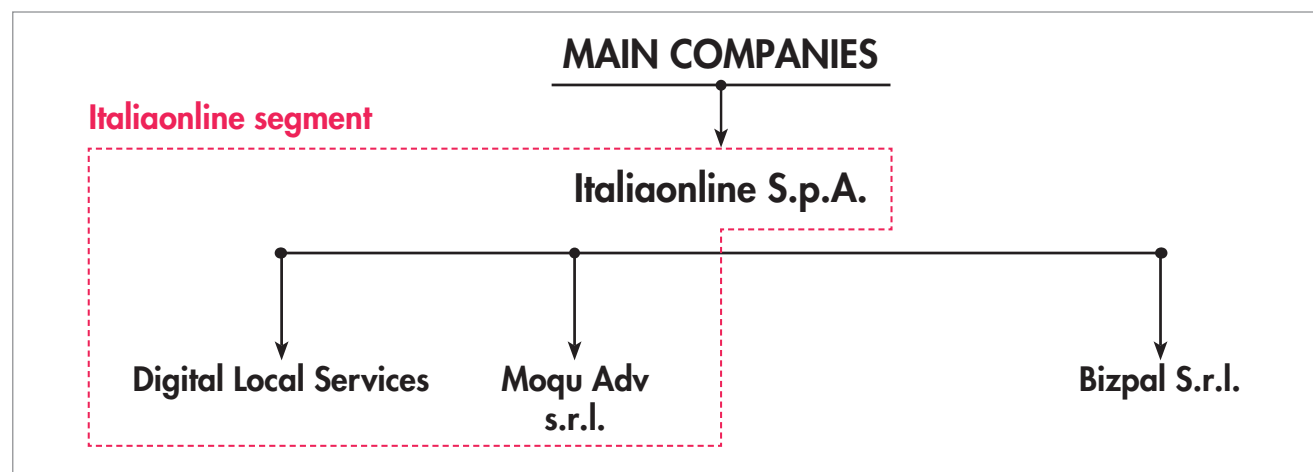 MAIN COMPANIES
Italiaonline segment
Italiaonline S.p.A.
Digital Local Services
Moqu Adv
s.r.l.
Bizpal S.r.l.